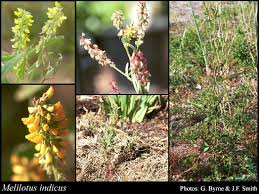 Melilotus indicus
Photos: G. Byrne & J.F. Smith